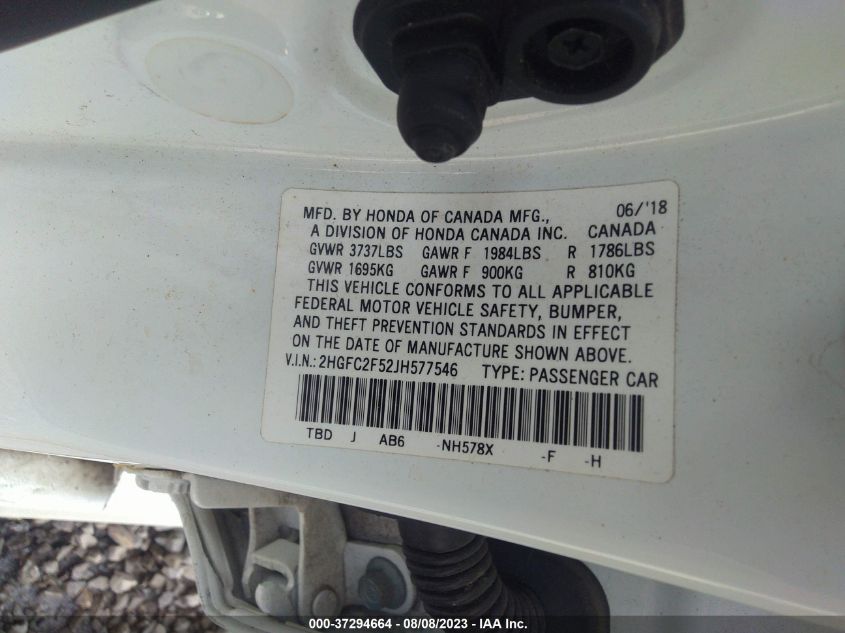 MFD. BY HONDA OF CANADA MFG., 06/'18
A DIVISION OF HONDA CANADA INC. CANADA
GVWR 3737LBS GAWR F 1984LBS R 1786LBS
GVWR 1695KG GAWR F 900KG R 810KG
THIS VEHICLE CONFORMS TO ALL APPLICABLE
FEDERAL MOTOR VEHICLE SAFETY, BUMPER,
AND THEFT PREVENTION STANDARDS IN EFFECT
ON THE DATE OF MANUFACTURE SHOWN ABOVE.
V.I.N.: 2HGFC2F52JH577546 TYPE: PASSENGER CAR
TBD J AB6 -NH578X -F -H
000-37294664 - 08/08/2023 - IAA Inc.